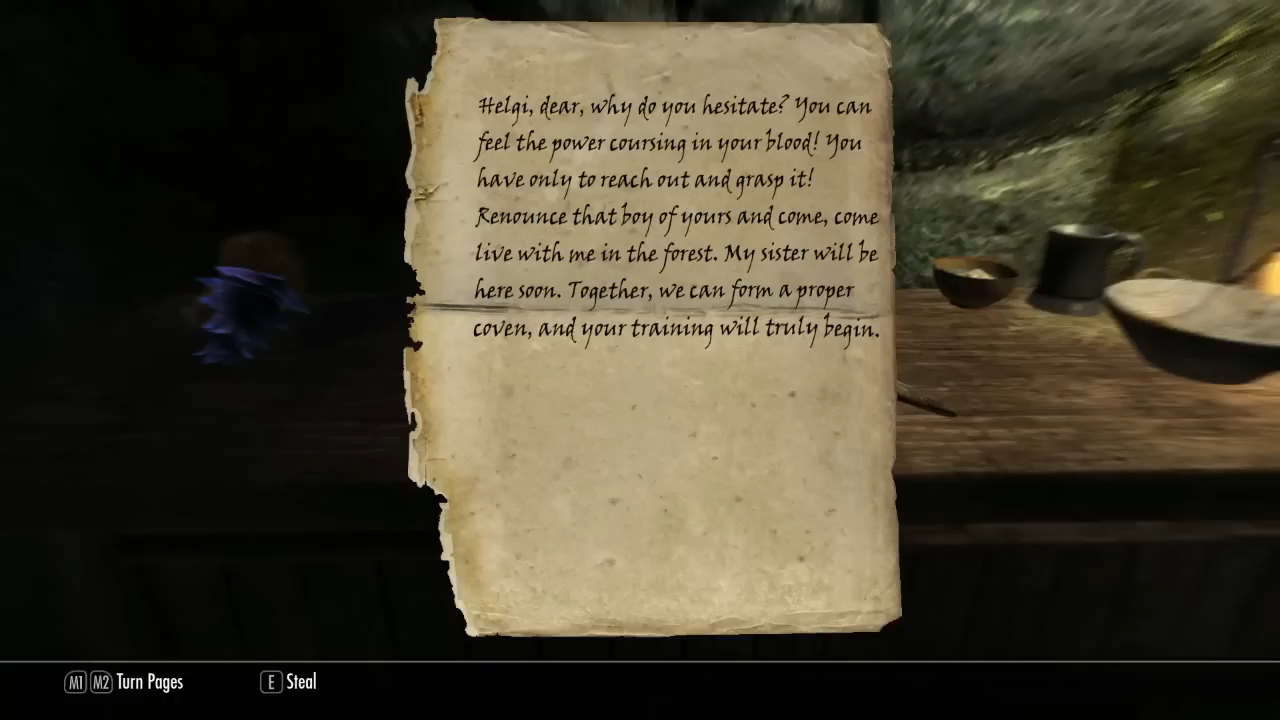 Helgi, dear, why do you hesitate? You can
feel the power coursing in your blood! You
have only to reach out and grasp it!
Renounce that boy of yours and come, come
live with me in the forest. My sister will be
here soon. Together, we can form a proper
coven, and your training will truly begin.
M1 M2 Turn Pages
E Steal